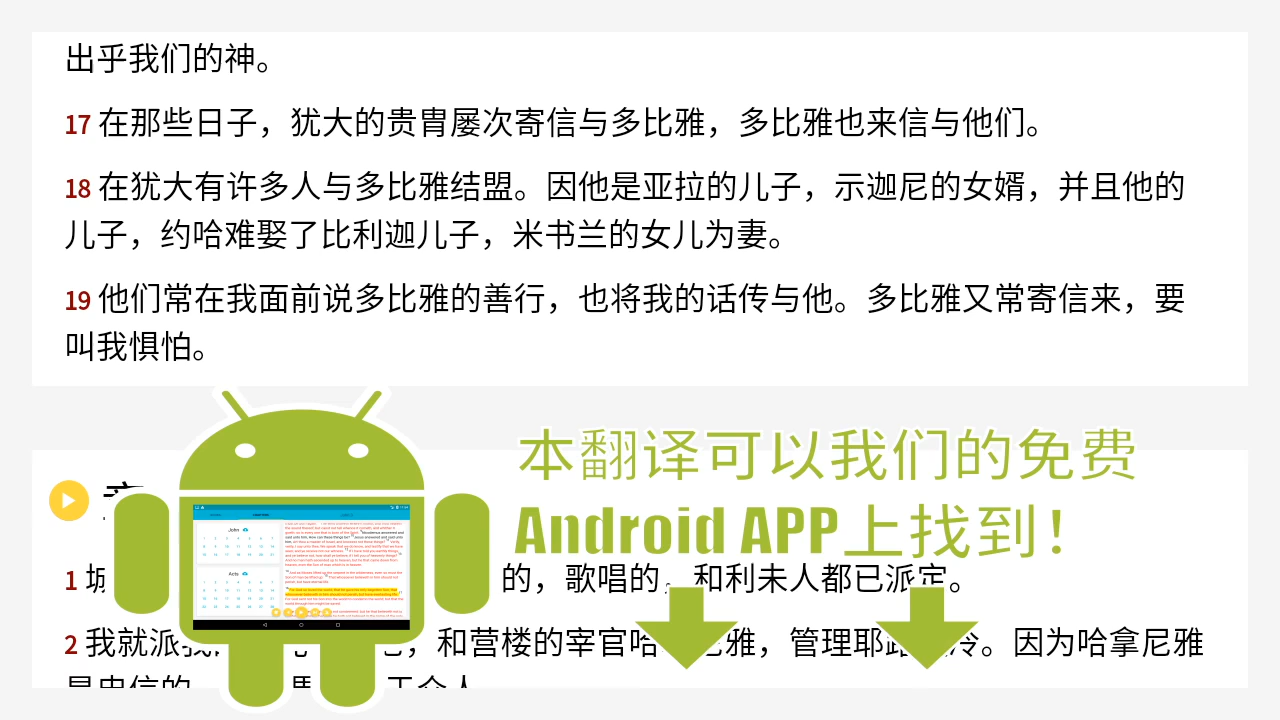 出乎我们的神。
17 在那些日子，犹大的贵胄屡次寄信与多比雅，多比雅也来信与他们。
18 在犹大有许多人与多比雅结盟。因他是亚拉的儿子，示迦尼的女婿，并且他的
儿子，约哈难娶了比利迦儿子，米书兰的女儿为妻。
19 他们常在我面前说多比雅的善行，也将我的话传与他。多比雅又常寄信来，要
叫我惧怕。
本翻译可以我们的免费
Android APP上找到！
John
Acts
1 城 的，歌唱的，和利未人都已派定。
2 我就派我 ，和营楼的宰官哈 尼雅，管理耶路 冷。因为哈拿尼雅
是忠信的